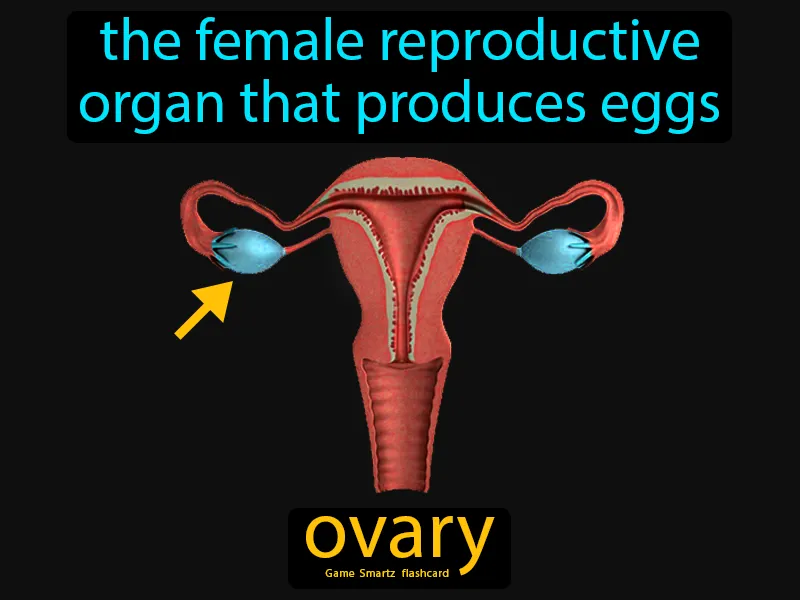 the female reproductive
organ that produces eggs
ovary
Game Smartz flashcard